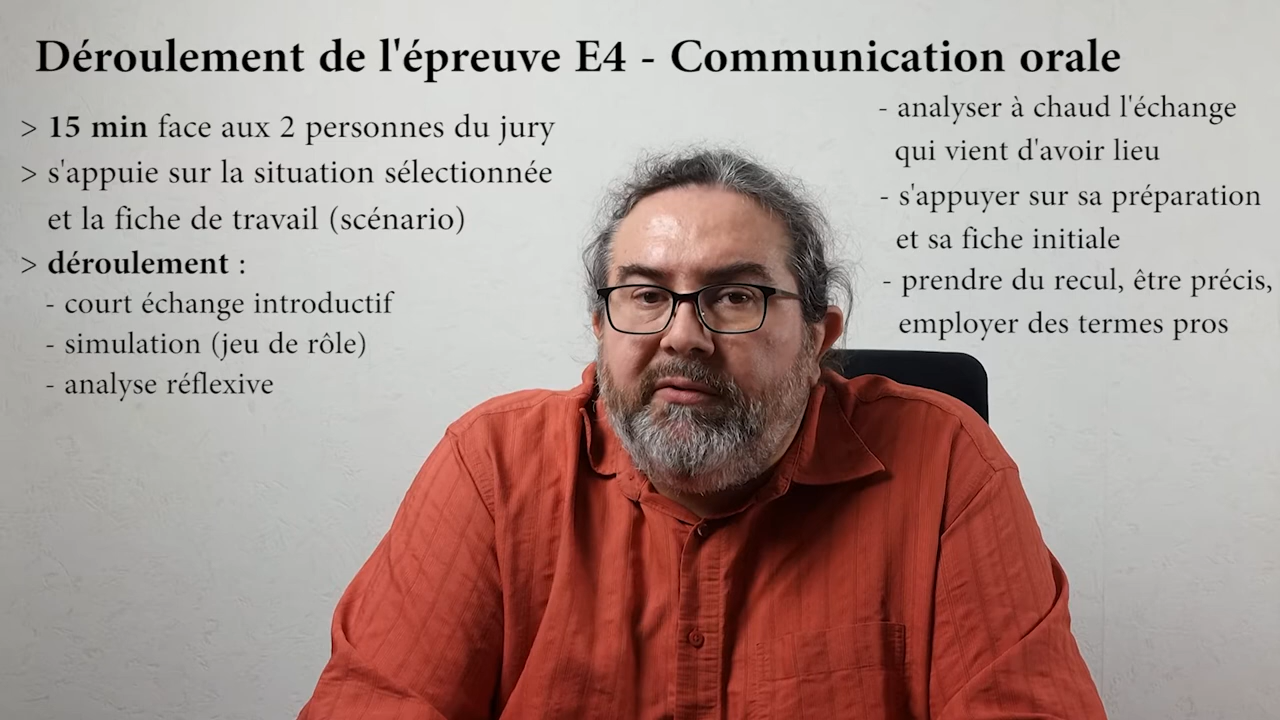 Déroulement de l'épreuve E4 - Communication orale
> 15 min face aux 2 personnes du jury
> s'appuie sur la situation sélectionnée
et la fiche de travail (scénario)
> déroulement :
- court échange introductif
- simulation (jeu de rôle)
- analyse réflexive
- analyser à chaud l'échange
qui vient d'avoir lieu
- s'appuyer sur sa préparation
et sa fiche initiale
- prendre du recul, être précis,
employer des termes pros